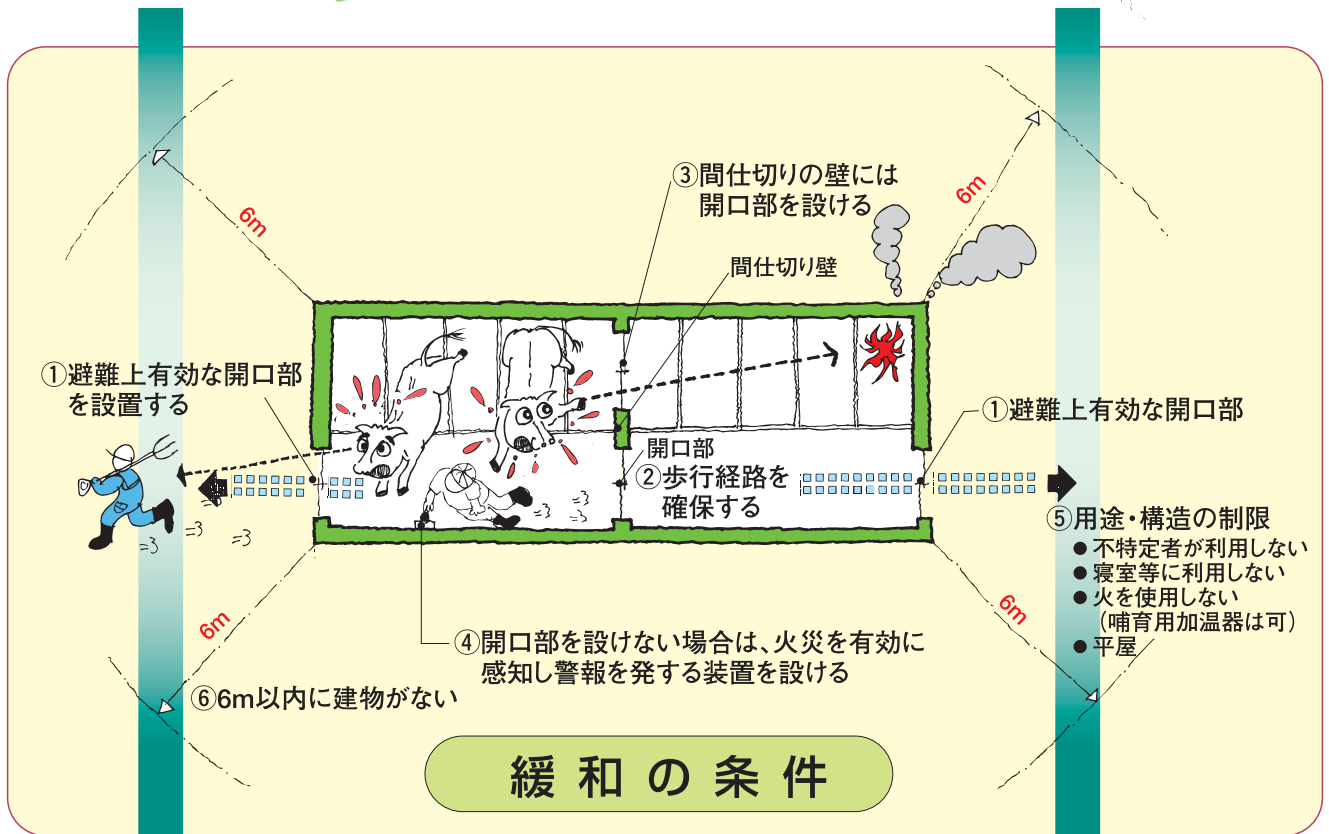 6m
6m
③間仕切りの壁には
開口部を設ける
間仕切り壁
①避難上有効な開口部
を設置する
①避難上有効な開口部
開口部
②歩行経路を
確保する
⑤用途・構造の制限
●不特定者が利用しない
●寝室等に利用しない
●火を使用しない
（哺育用加温器は可）
●平屋
6m
6m
④開口部を設けない場合は、火災を有効に
感知し警報を発する装置を設ける
⑥6m以内に建物がない
緩和の条件